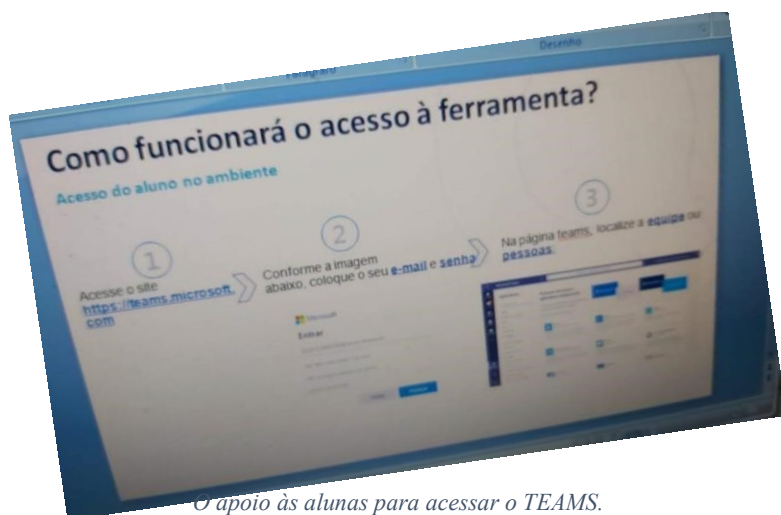 Parágrafo
Desenho
Como funcionará o acesso à ferramenta?
Acesso do aluno no ambiente
1
Acesse o site
https://teams.microsoft.
com
2
Conforme a imagem
abaixo, coloque o seu e-mail e senha
3
Na página teams, localize a equipe ou
pessoas.
Microsoft
Entrar
O apoio às alunas para acessar o TEAMS.